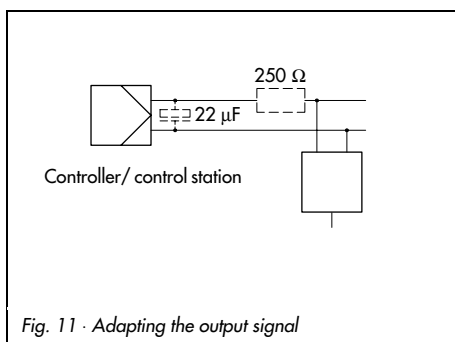 250 Ω
22 µF
Controller/ control station
Fig. 11 · Adapting the output signal